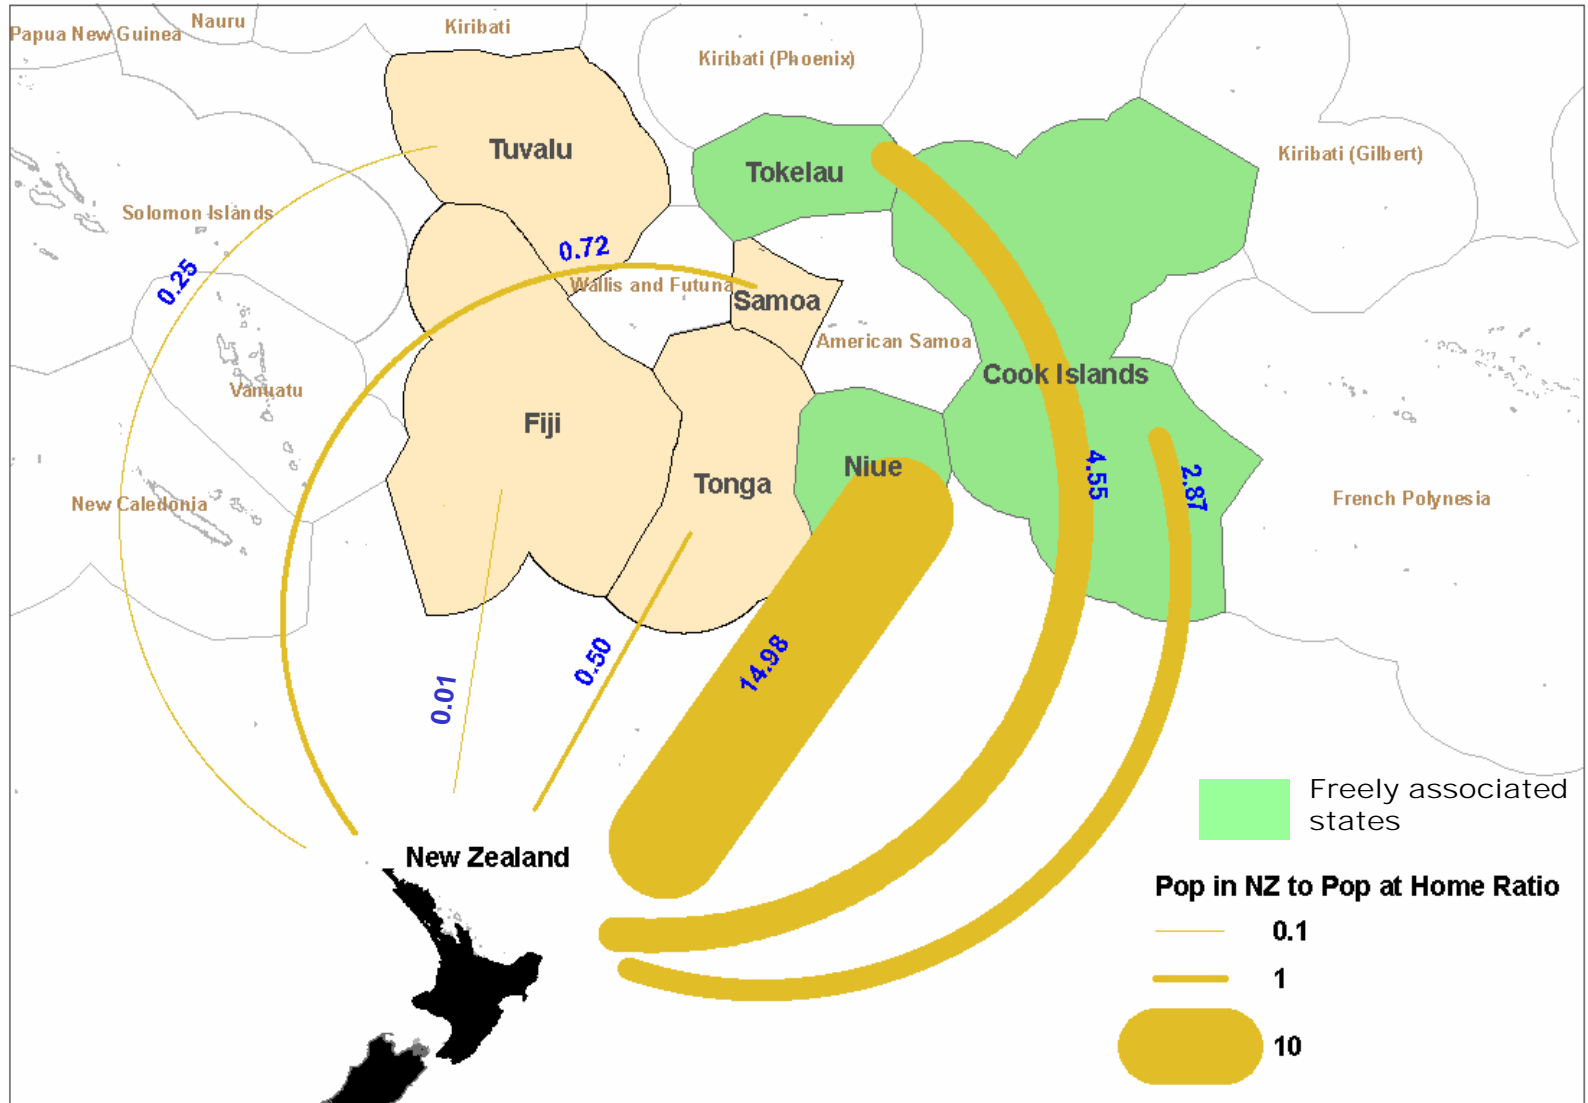 Nauru
Kiribati
Papua New Guinea
Kiribati (Phoenix)
Tuvalu
Tokelau
Kiribati (Gilbert)
Solomon Islands
0.72
0.25
Wallis and Futuna
Samoa
American Samoa
Cook Islands
Vanuatu
Fiji
Niue
Tonga
4.55
2.87
New Caledonia
French Polynesia
0.50
14.98
0.01
Freely associated
states
New Zealand
Pop in NZ to Pop at Home Ratio
0.1
1
10